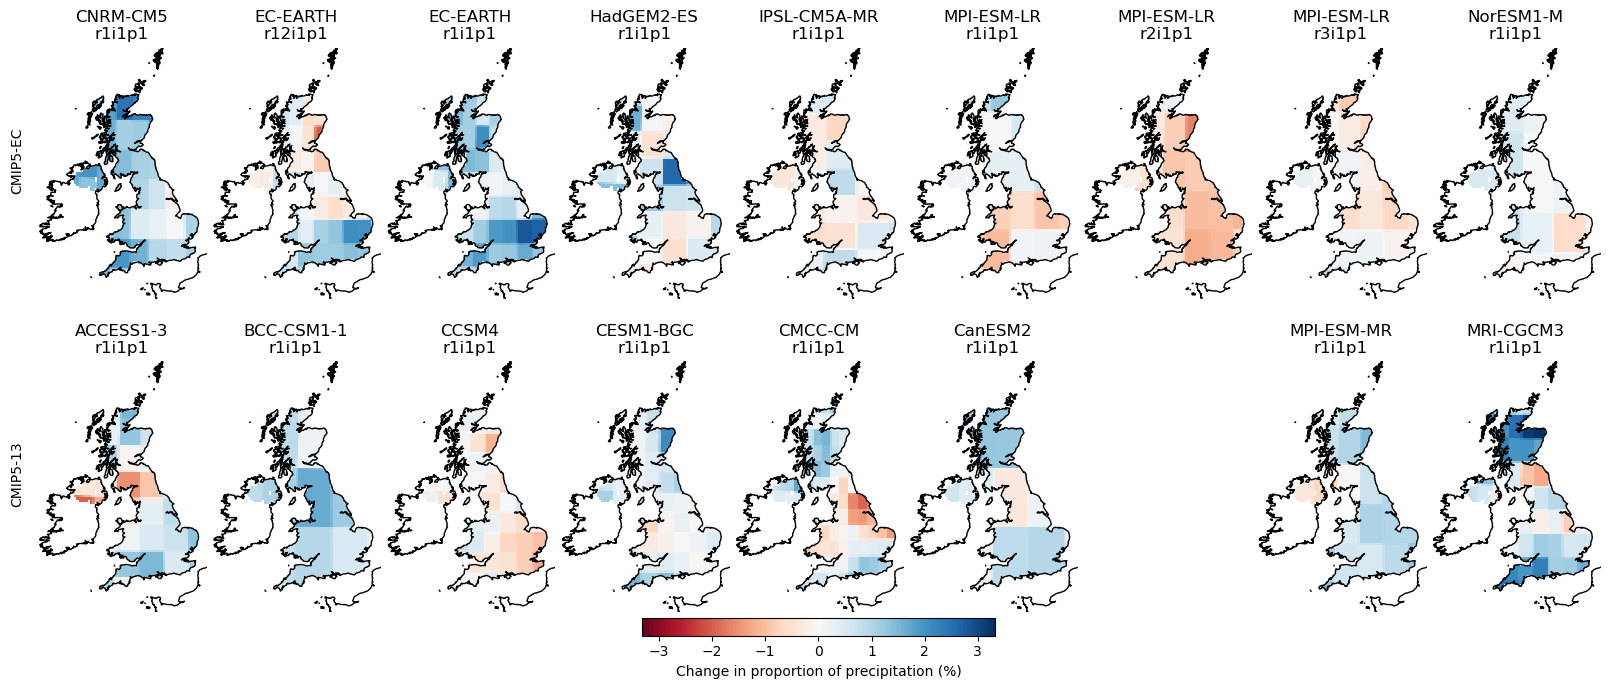 CNRM-CM5 EC-EARTH EC-EARTH HadGEM2-ES IPSL-CM5A-MR MPI-ESM-LR MPI-ESM-LR MPI-ESM-LR NorESM1-M
r1i1p1 r12i1p1 r1i1p1 r1i1p1 r1i1p1 r1i1p1 r2i1p1 r3i1p1 r1i1p1
CMIP5-EC
ACCESS1-3 BCC-CSM1-1 CCSM4 CESM1-BGC CMCC-CM CanESM2 MPI-ESM-MR MRI-CGCM3
r1i1p1 r1i1p1 r1i1p1 r1i1p1 r1i1p1 r1i1p1 r1i1p1 r1i1p1
CMIP5-13
−3 −2 −1 0 1 2 3
Change in proportion of precipitation (%)